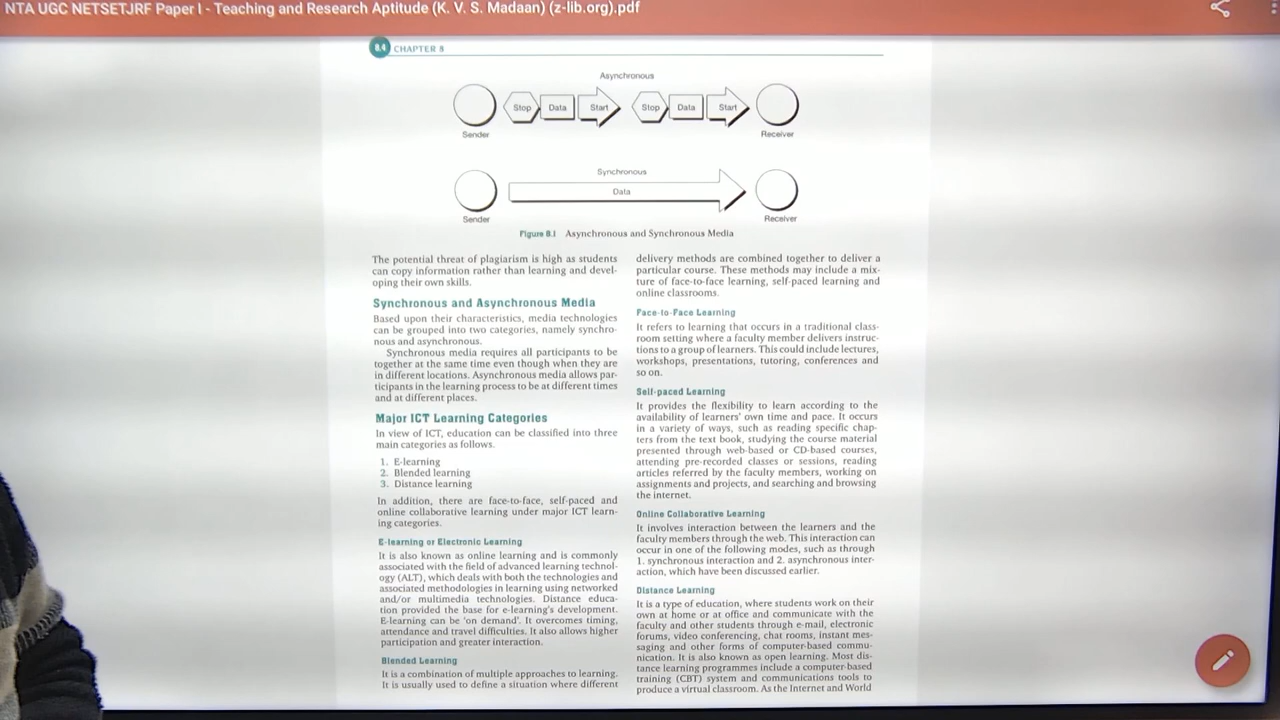 NTA UGC NETSETJRF Paper I - Teaching and Research Aptitude (K. V. S. Madaan) (z-lib.org).pdf
8.4 CHAPTER 8
Asynchronous
Stop Data Start Stop Data Start
Sender Receiver
Synchronous
Data
Sender Receiver
Figure 8.1 Asynchronous and Synchronous Media
The potential threat of plagiarism is high as students
can copy information rather than learning and devel-
oping their own skills.
Synchronous and Asynchronous Media
Based upon their characteristics, media technologies
can be grouped into two categories, namely synchro-
nous and asynchronous.
Synchronous media requires all participants to be
together at the same time even though when they are
in different locations. Asynchronous media allows par-
ticipants in the learning process to be at different times
and at different places.
Major ICT Learning Categories
In view of ICT, education can be classified into three
main categories as follows.
1. E-learning
2. Blended learning
3. Distance learning
In addition, there are face-to-face, self-paced and
online collaborative learning under major ICT learn-
ing categories.
E-learning or Electronic Learning
It is also known as online learning and is commonly
associated with the field of advanced learning technol-
ogy (ALT), which deals with both the technologies and
associated methodologies in learning using networked
and/or multimedia technologies. Distance educa-
tion provided the base for e-learning's development.
E-learning can be 'on demand'. It overcomes timing,
attendance and travel difficulties. It also allows higher
participation and greater interaction.
Blended Learning
It is a combination of multiple approaches to learning.
It is usually used to define a situation where different
delivery methods are combined together to deliver a
particular course. These methods may include a mix-
ture of face-to-face learning, self-paced learning and
online classrooms.
Face-to-Face Learning
It refers to learning that occurs in a traditional class-
room setting where a faculty member delivers instruc-
tions to a group of learners. This could include lectures,
workshops, presentations, tutoring, conferences and
so on.
Self-paced Learning
It provides the flexibility to learn according to the
availability of learners' own time and pace. It occurs
in a variety of ways, such as reading specific chap-
ters from the text book, studying the course material
presented through web-based or CD-based courses,
attending pre-recorded classes or sessions, reading
articles referred by the faculty members, working on
assignments and projects, and searching and browsing
the internet.
Online Collaborative Learning
It involves interaction between the learners and the
faculty members through the web. This interaction can
occur in one of the following modes, such as through
1. synchronous interaction and 2. asynchronous inter-
action, which have been discussed earlier.
Distance Learning
It is a type of education, where students work on their
own at home or at office and communicate with the
faculty and other students through e-mail, electronic
forums, video conferencing, chat rooms, instant mes-
saging and other forms of computer-based commu-
nication. It is also known as open learning. Most dis-
tance learning programmes include a computer-based
training (CBT) system and communications tools to
produce a virtual classroom. As the Internet and World